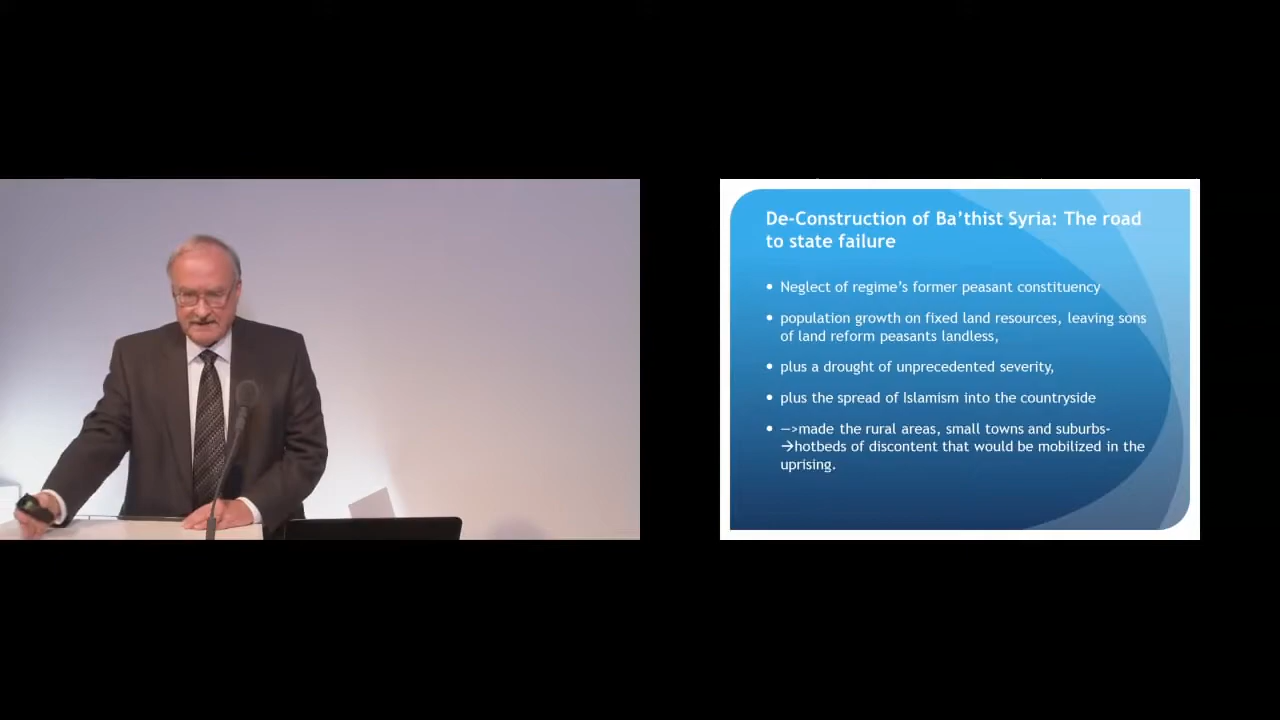 De-Construction of Ba’thist Syria: The road
to state failure
• Neglect of regime’s former peasant constituency
• population growth on fixed land resources, leaving sons
of land reform peasants landless,
• plus a drought of unprecedented severity,
• plus the spread of Islamism into the countryside
• —>made the rural areas, small towns and suburbs-
→hotbeds of discontent that would be mobilized in the
uprising.